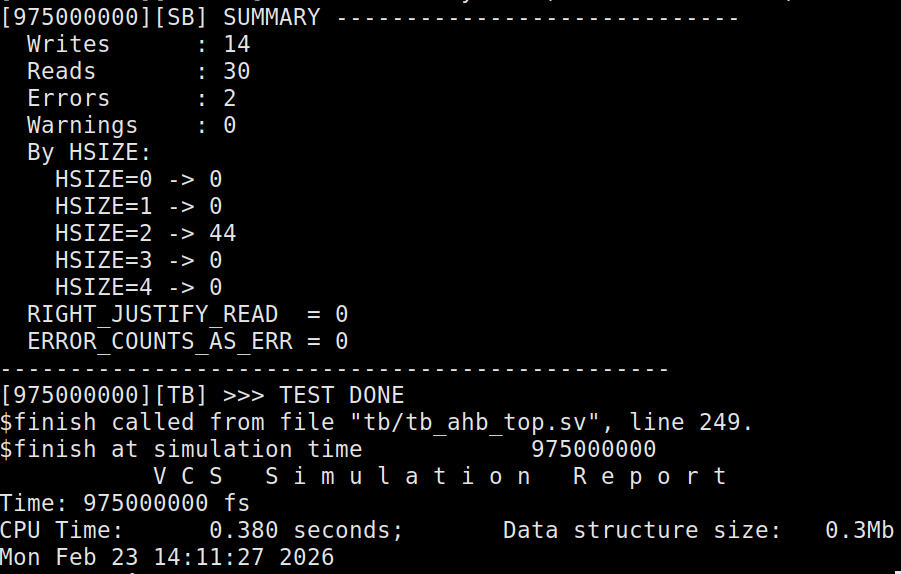 [975000000][SB] SUMMARY -----------------------------
  Writes      : 14
  Reads       : 30
  Errors      : 2
  Warnings    : 0
  By HSIZE:
    HSIZE=0 -> 0
    HSIZE=1 -> 0
    HSIZE=2 -> 44
    HSIZE=3 -> 0
    HSIZE=4 -> 0
  RIGHT_JUSTIFY_READ  = 0
  ERROR_COUNTS_AS_ERR = 0
------------------------------------------------
[975000000][TB] >>> TEST DONE
$finish called from file "tb/tb_ahb_top.sv", line 249.
$finish at simulation time            975000000
           V C S   S i m u l a t i o n   R e p o r t
Time: 975000000 fs
CPU Time:      0.380 seconds;       Data structure size:   0.3Mb
Mon Feb 23 14:11:27 2026